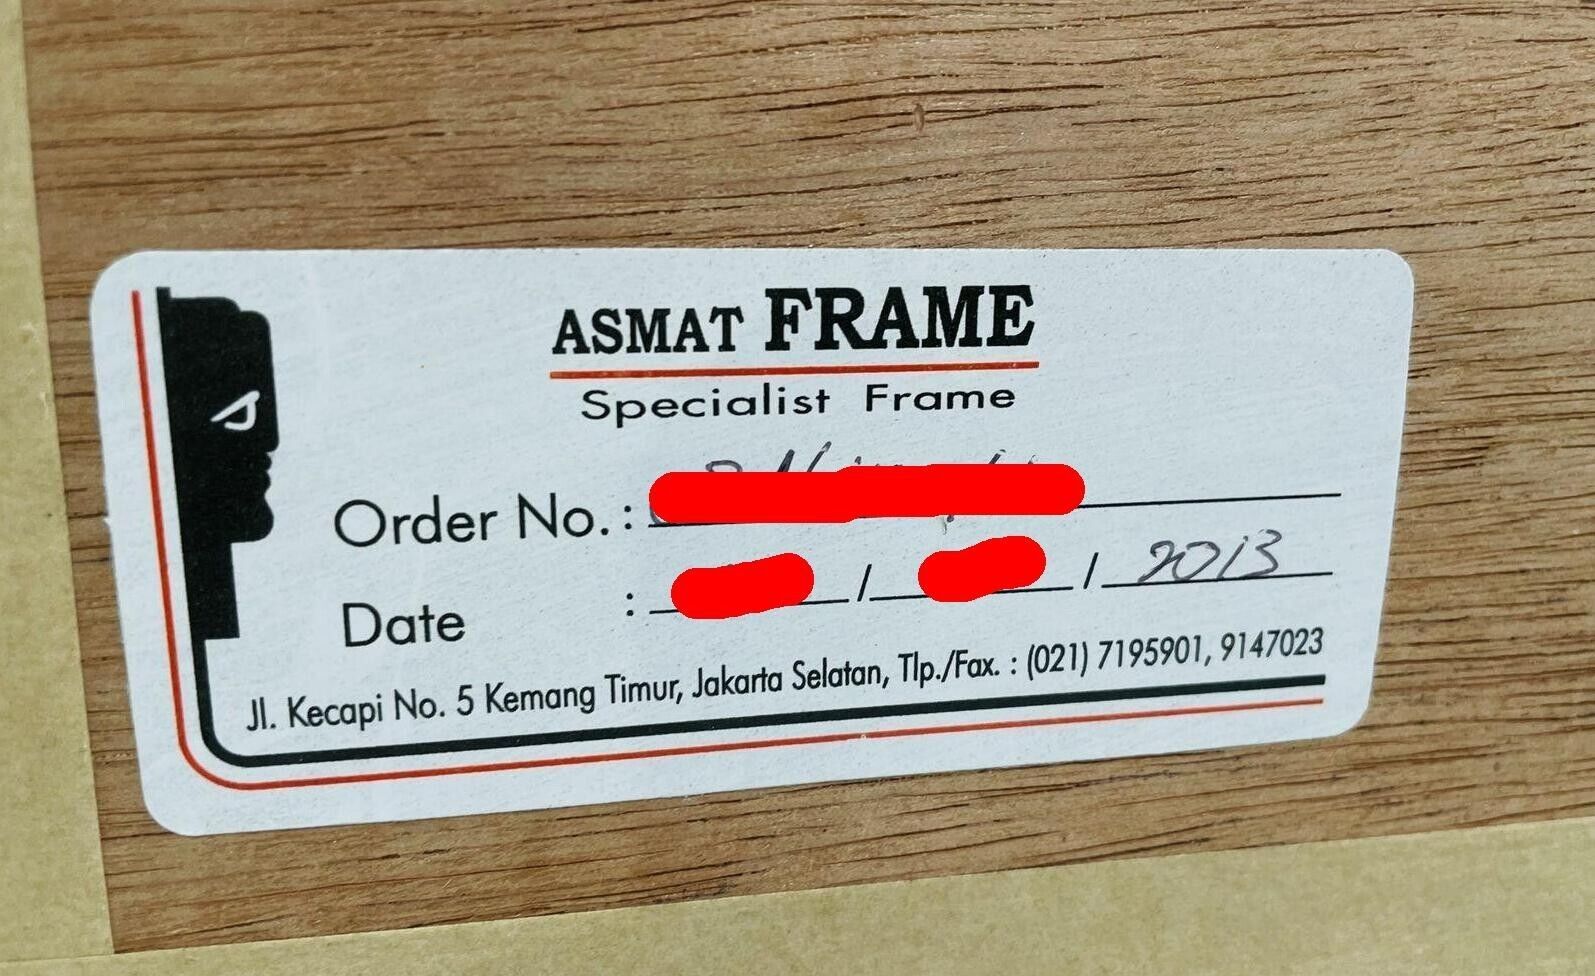 ASMAT FRAME
Specialist Frame
Order No. :
Date : / / 2013
Jl. Kecapi No. 5 Kemang Timur, Jakarta Selatan, Tlp./Fax. : (021) 7195901, 9147023